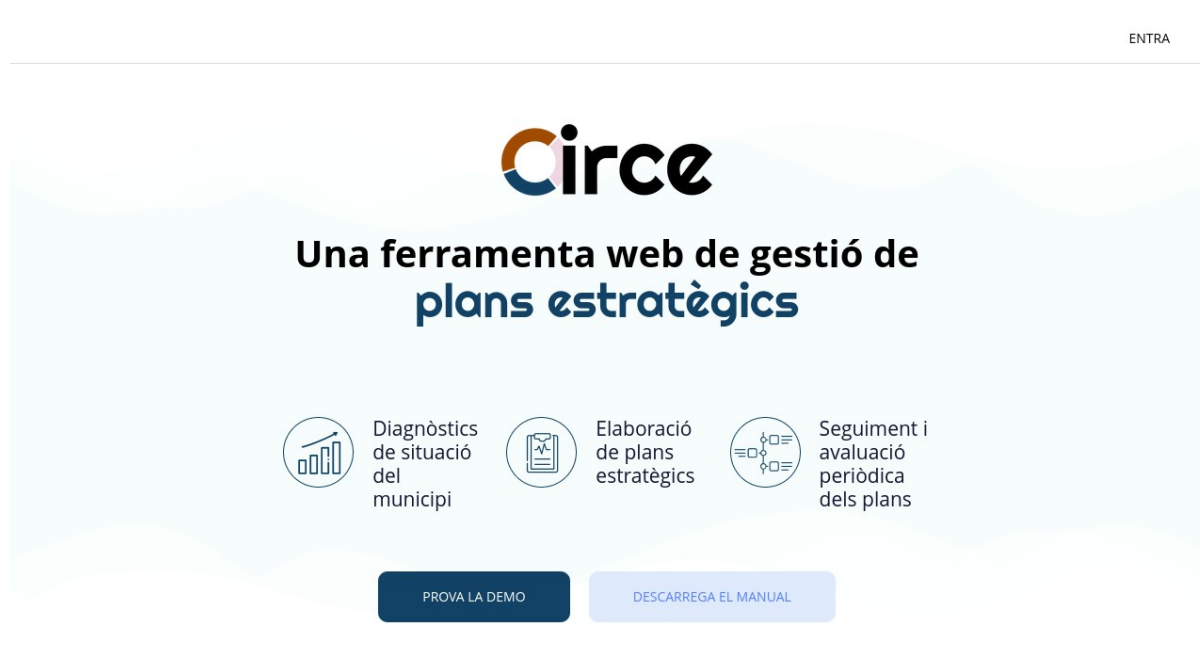 ENTRA
Circe
Una ferramenta web de gestió de
plans estratègics
Diagnòstics
de situació
del
municipi
Elaboració
de plans
estratègics
Seguiment i
avaluació
periòdica
dels plans
PROVA LA DEMO
DESCARREGA EL MANUAL